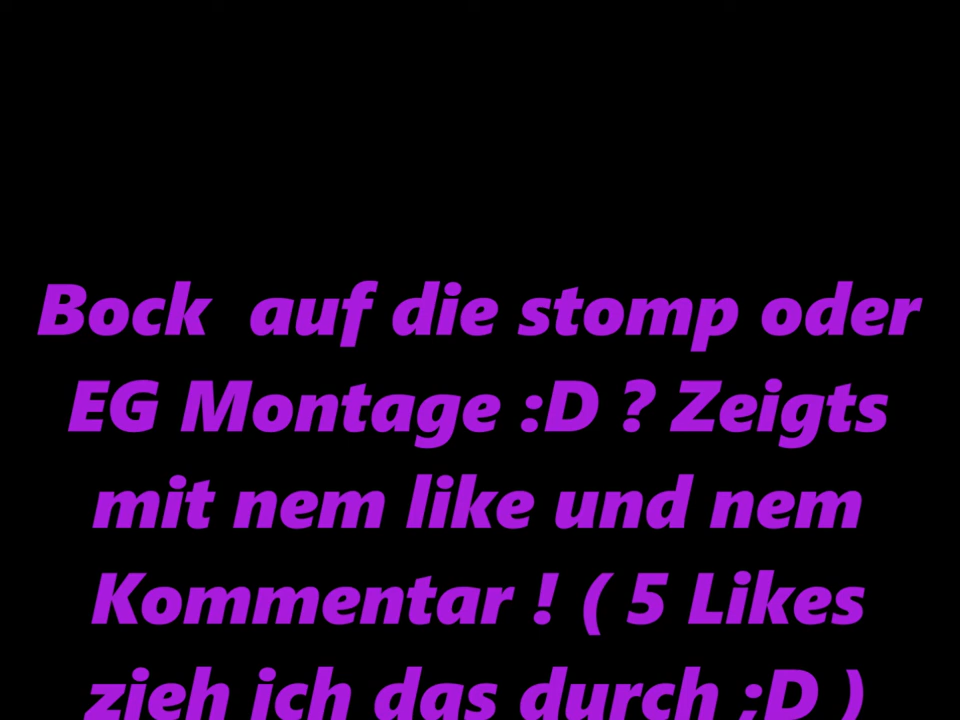 Bock  auf die stomp oder
EG Montage :D ? Zeigts
mit nem like und nem
Kommentar ! ( 5 Likes
zieh ich das durch ;D )